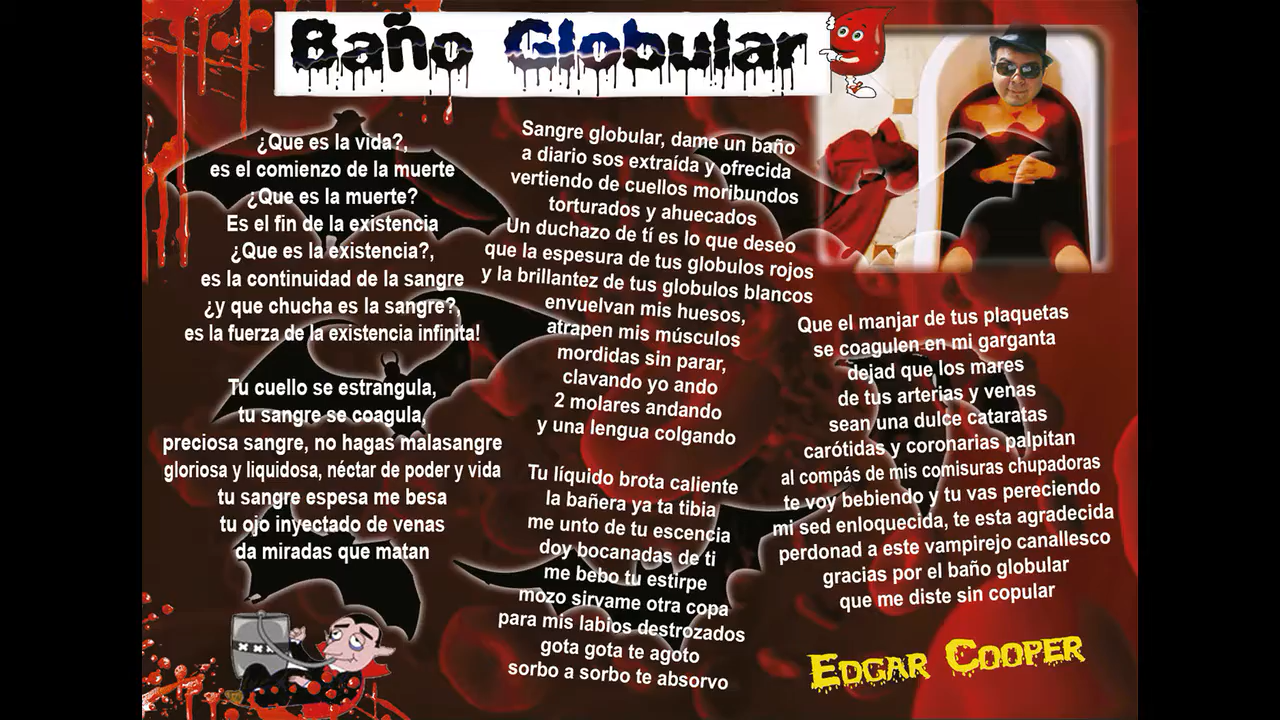 Baño Globular
¿Que es la vida?,
es el comienzo de la muerte
¿Que es la muerte?
Es el fin de la existencia
¿Que es la existencia?,
es la continuidad de la sangre
¿y que chucha es la sangre?,
es la fuerza de la existencia infinita!
Tu cuello se estrangula,
tu sangre se coagula,
preciosa sangre, no hagas malasangre
gloriosa y liquidosa, néctar de poder y vida
tu sangre espesa me besa
tu ojo inyectado de venas
da miradas que matan
Sangre globular, dame un baño
a diario sos extraída y ofrecida
vertiendo de cuellos moribundos
torturados y ahuecados
Un duchazo de tí es lo que deseo
que la espesura de tus globulos rojos
y la brillantez de tus globulos blancos
envuelvan mis huesos,
atrapen mis músculos
mordidas sin parar,
clavando yo ando
2 molares andando
y una lengua colgando
Tu líquido brota caliente
la bañera ya ta tibia
me unto de tu escencia
doy bocanadas de ti
me bebo tu estirpe
mozo sirvame otra copa
para mis labios destrozados
gota gota te agoto
sorbo a sorbo te absorvo
Que el manjar de tus plaquetas
se coagulen en mi garganta
dejad que los mares
de tus arterias y venas
sean una dulce cataratas
carótidas y coronarias palpitan
al compás de mis comisuras chupadoras
te voy bebiendo y tu vas pereciendo
mi sed enloquecida, te esta agradecida
perdonad a este vampirejo canallesco
gracias por el baño globular
que me diste sin copular
Edgar Cooper
xxx